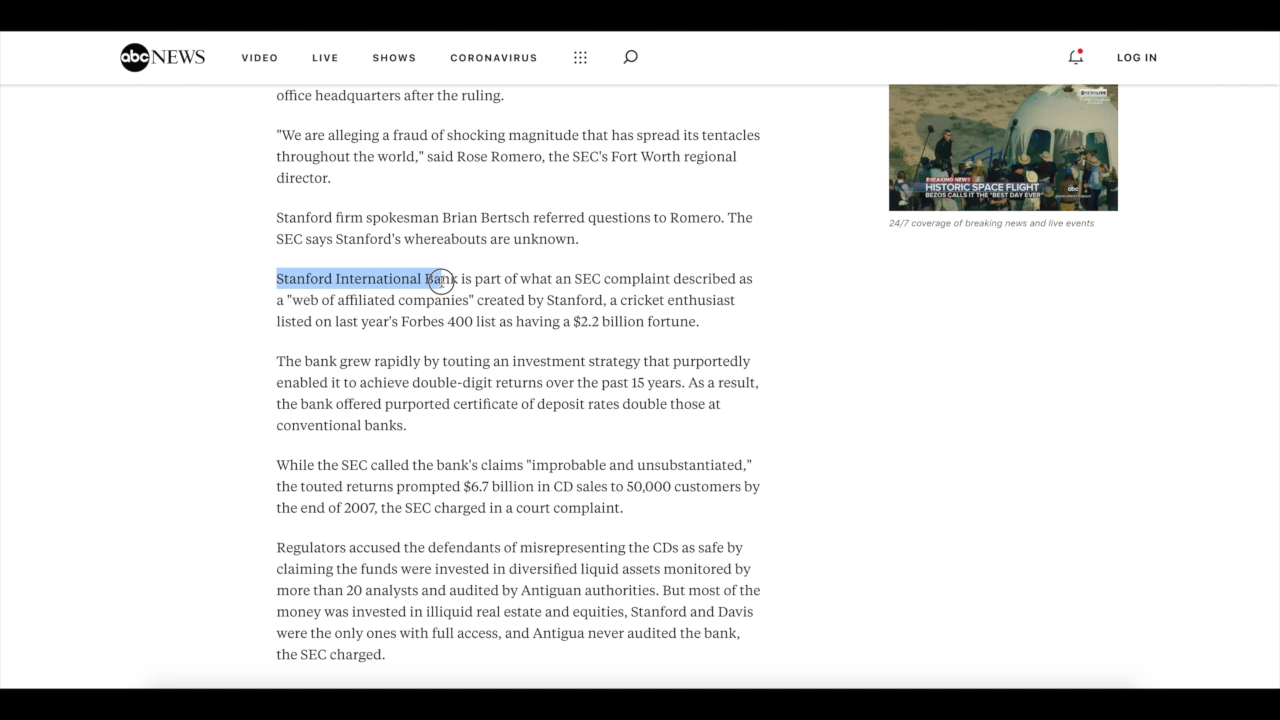 abc NEWS VIDEO LIVE SHOWS CORONAVIRUS LOG IN
office headquarters after the ruling.
"We are alleging a fraud of shocking magnitude that has spread its tentacles
throughout the world," said Rose Romero, the SEC's Fort Worth regional
director.
Stanford firm spokesman Brian Bertsch referred questions to Romero. The
SEC says Stanford's whereabouts are unknown.
Stanford International Bank is part of what an SEC complaint described as
a "web of affiliated companies" created by Stanford, a cricket enthusiast
listed on last year's Forbes 400 list as having a $2.2 billion fortune.
The bank grew rapidly by touting an investment strategy that purportedly
enabled it to achieve double-digit returns over the past 15 years. As a result,
the bank offered purported certificate of deposit rates double those at
conventional banks.
While the SEC called the bank's claims "improbable and unsubstantiated,"
the touted returns prompted $6.7 billion in CD sales to 50,000 customers by
the end of 2007, the SEC charged in a court complaint.
Regulators accused the defendants of misrepresenting the CDs as safe by
claiming the funds were invested in diversified liquid assets monitored by
more than 20 analysts and audited by Antiguan authorities. But most of the
money was invested in illiquid real estate and equities, Stanford and Davis
were the only ones with full access, and Antigua never audited the bank,
the SEC charged.
BREAKING NEWS
HISTORIC SPACE FLIGHT
BEZOS CALLS IT THE "BEST DAY EVER"
abc
24/7 coverage of breaking news and live events